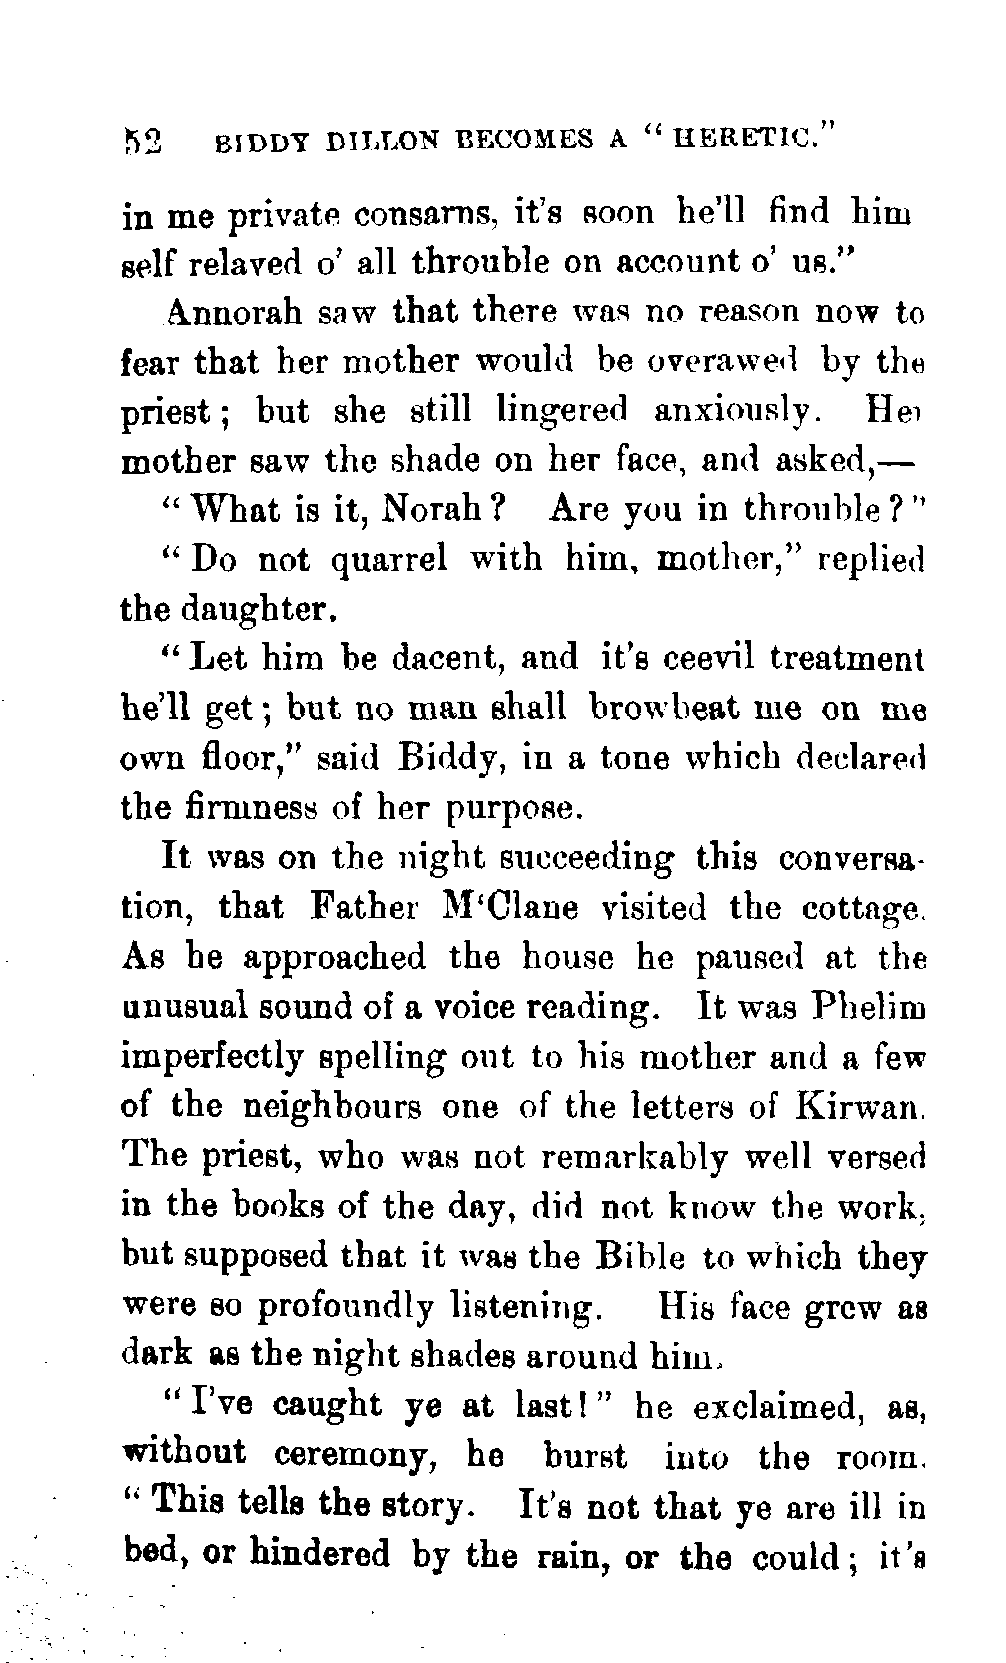 52 BIDDY DILLON BECOMES A “ HERETIC.”
in me private consarns, it’s soon he’ll find him
self relaved o’ all throuble on account o’ us.”
Annorah saw that there was no reason now to
fear that her mother would be overawed by the
priest ; but she still lingered anxiously. Her
mother saw the shade on her face, and asked,—
“ What is it, Norah ? Are you in throuble ? ”
“ Do not quarrel with him, mother,” replied
the daughter.
“ Let him be dacent, and it’s ceevil treatment
he’ll get ; but no man shall browbeat me on me
own floor,” said Biddy, in a tone which declared
the firmness of her purpose.
It was on the night succeeding this conversa-
tion, that Father M‘Clane visited the cottage.
As he approached the house he paused at the
unusual sound of a voice reading. It was Phelim
imperfectly spelling out to his mother and a few
of the neighbours one of the letters of Kirwan.
The priest, who was not remarkably well versed
in the books of the day, did not know the work,
but supposed that it was the Bible to which they
were so profoundly listening. His face grew as
dark as the night shades around him.
“ I’ve caught ye at last! ” he exclaimed, as,
without ceremony, he burst into the room.
“ This tells the story. It’s not that ye are ill in
bed, or hindered by the rain, or the could ; it’s